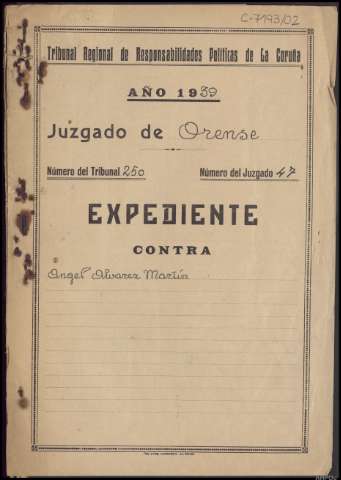 C-7193/02
Tribunal Regional de Responsabilidades Políticas de La Coruña
AÑO 1939
Juzgado de Orense
Número del Tribunal 250 Número del Juzgado 47
EXPEDIENTE
CONTRA
Angel Alvarez Martín